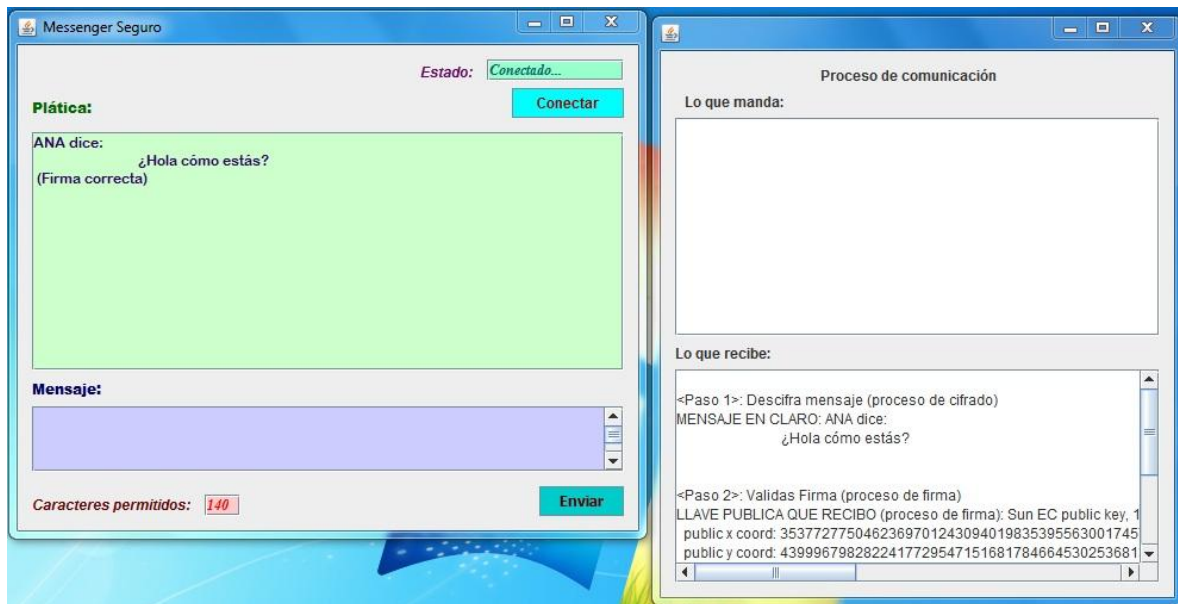 Messenger Seguro
Estado: Conectado...
Plática:
Conectar
ANA dice:
¿Hola cómo estás?
(Firma correcta)
Mensaje:
Caracteres permitidos: 140
Enviar
Proceso de comunicación
Lo que manda:
Lo que recibe:
<Paso 1>: Descifra mensaje (proceso de cifrado)
MENSAJE EN CLARO: ANA dice:
¿Hola cómo estás?
<Paso 2>: Validas Firma (proceso de firma)
LLAVE PUBLICA QUE RECIBO (proceso de firma): Sun EC public key, 1
public x coord: 3537727750462369701243094019835395563001745
public y coord: 4399967982822417729547151681784664530253681